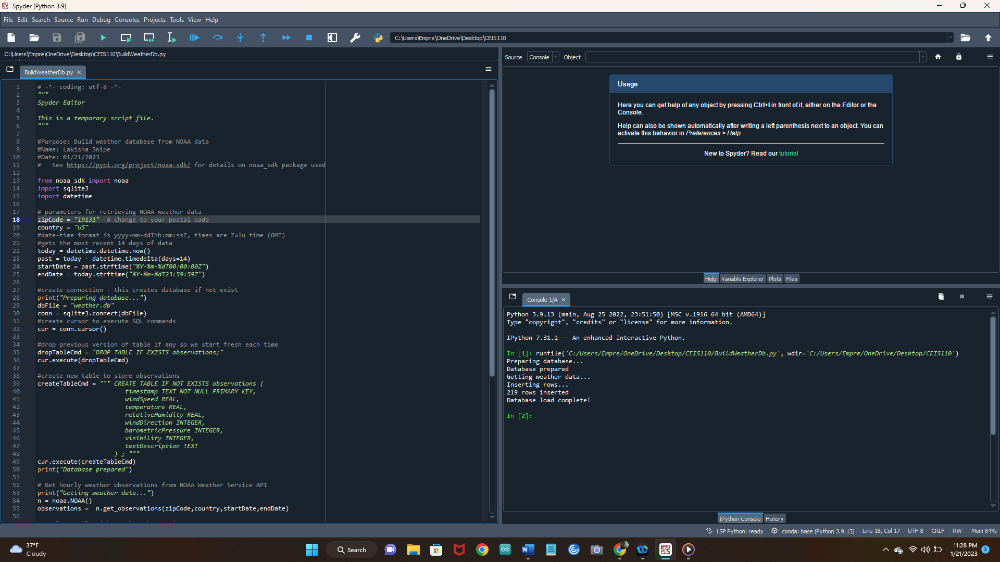 Spyder (Python 3.9)
File Edit Search Source Run Debug Consoles Projects Tools View Help
C:\Users\Empre\OneDrive\Desktop\CEIS110
C:\Users\Empre\OneDrive\Desktop\CEIS110\BuildWeatherDb.py
BuildWeatherDb.py
1 # -*- coding: utf-8 -*-
2 """
3 Spyder Editor
4
5 This is a temporary script file.
6 """
7
8 #Purpose: Build weather database from NOAA data
9 #Name: Lakisha Snipe
10 #Date: 01/21/2023
11 #   See https://pypi.org/project/noaa-sdk/ for details on noaa_sdk package used
12
13 from noaa_sdk import noaa
14 import sqlite3
15 import datetime
16
17 # parameters for retrieving NOAA weather data
18 zipCode = "19131"  # change to your postal code
19 country = "US"
20 #date-time format is yyyy-mm-ddThh:mm:ssZ, times are Zulu time (GMT)
21 #gets the most recent 14 days of data
22 today = datetime.datetime.now()
23 past = today - datetime.timedelta(days=14)
24 startDate = past.strftime("%Y-%m-%dT00:00:00Z")
25 endDate = today.strftime("%Y-%m-%dT23:59:59Z")
26
27 #create connection - this creates database if not exist
28 print("Preparing database...")
29 dbFile = "weather.db"
30 conn = sqlite3.connect(dbFile)
31 #create cursor to execute SQL commands
32 cur = conn.cursor()
33
34 #drop previous version of table if any so we start fresh each time
35 dropTableCmd = "DROP TABLE IF EXISTS observations;"
36 cur.execute(dropTableCmd)
37
38 #create new table to store observations
39 createTableCmd = """ CREATE TABLE IF NOT EXISTS observations (
40                         timestamp TEXT NOT NULL PRIMARY KEY,
41                         windSpeed REAL,
42                         temperature REAL,
43                         relativeHumidity REAL,
44                         windDirection INTEGER,
45                         barometricPressure INTEGER,
46                         visibility INTEGER,
47                         textDescription TEXT
48                      ) ; """
49 cur.execute(createTableCmd)
50 print("Database prepared")
51
52 # Get hourly weather observations from NOAA Weather Service API
53 print("Getting weather data...")
54 n = noaa.NOAA()
55 observations =  n.get_observations(zipCode,country,startDate,endDate)
56
Source Console Object
Usage
Here you can get help of any object by pressing Ctrl+I in front of it, either on the Editor or the
Console.
Help can also be shown automatically after writing a left parenthesis next to an object. You can
activate this behavior in Preferences > Help.
New to Spyder? Read our tutorial
Help Variable Explorer Plots Files
Console 1/A
Python 3.9.13 (main, Aug 25 2022, 23:51:50) [MSC v.1916 64 bit (AMD64)]
Type "copyright", "credits" or "license" for more information.
IPython 7.31.1 -- An enhanced Interactive Python.
In [1]: runfile('C:/Users/Empre/OneDrive/Desktop/CEIS110/BuildWeatherDb.py', wdir='C:/Users/Empre/OneDrive/Desktop/CEIS110')
Preparing database...
Database prepared
Getting weather data...
Inserting rows...
219 rows inserted
Database load complete!
In [2]:
IPython Console History
LSP Python: ready conda: base (Python 3.9.13) Line 18, Col 17 UTF-8 CRLF RW Mem 84%
37°F
Cloudy
Search
11:28 PM
1/21/2023
3